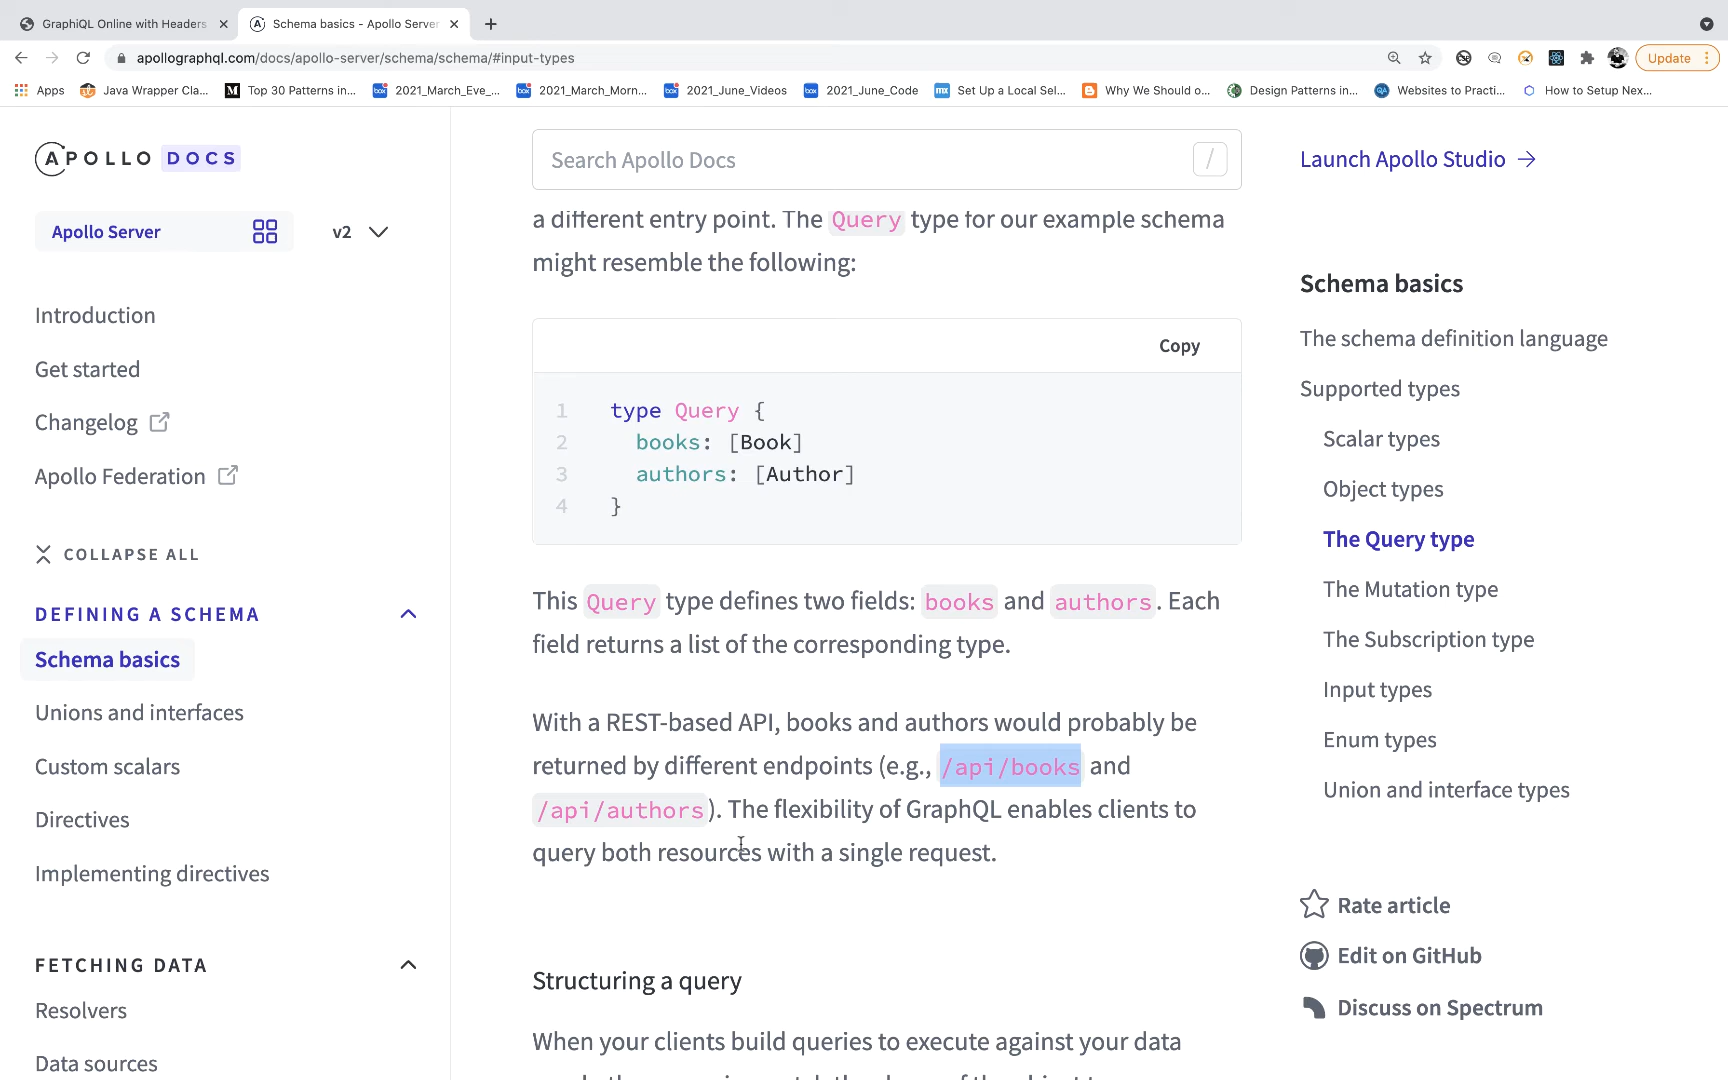 GraphiQL Online with Headers
Schema basics - Apollo Server
apollographql.com/docs/apollo-server/schema/schema/#input-types
Update
Apps
Java Wrapper Cla...
Top 30 Patterns in...
2021_March_Eve_...
2021_March_Morn...
2021_June_Videos
2021_June_Code
Set Up a Local Sel...
Why We Should o...
Design Patterns in...
Websites to Practi...
How to Setup Nex...
APOLLO DOCS
Apollo Server
v2
Introduction
Get started
Changelog
Apollo Federation
COLLAPSE ALL
DEFINING A SCHEMA
Schema basics
Unions and interfaces
Custom scalars
Directives
Implementing directives
FETCHING DATA
Resolvers
Data sources
Search Apollo Docs /
a different entry point. The Query type for our example schema
might resemble the following:
Copy
1 type Query {
2 books: [Book]
3 authors: [Author]
4 }
This Query type defines two fields: books and authors. Each
field returns a list of the corresponding type.
With a REST-based API, books and authors would probably be
returned by different endpoints (e.g., /api/books and
/api/authors). The flexibility of GraphQL enables clients to
query both resources with a single request.
Structuring a query
When your clients build queries to execute against your data
Launch Apollo Studio →
Schema basics
The schema definition language
Supported types
Scalar types
Object types
The Query type
The Mutation type
The Subscription type
Input types
Enum types
Union and interface types
Rate article
Edit on GitHub
Discuss on Spectrum